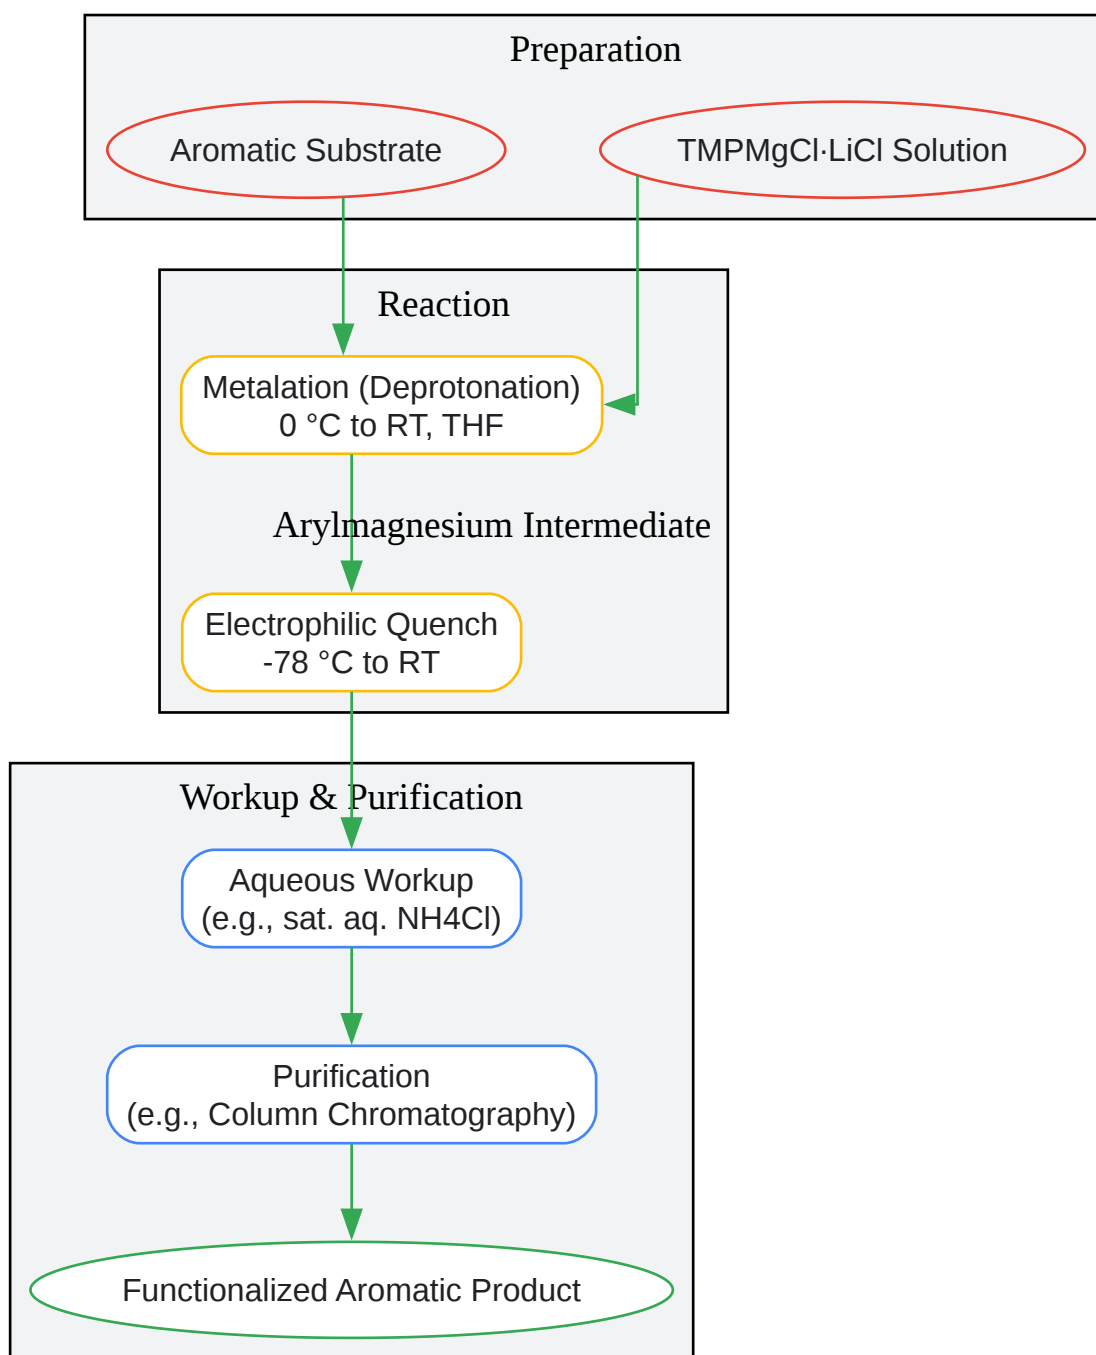 Preparation
Aromatic Substrate
TMPMgCl·LiCl Solution
Reaction
Metalation (Deprotonation)
0 °C to RT, THF
Arylmagnesium Intermediate
Electrophilic Quench
-78 °C to RT
Workup & Purification
Aqueous Workup
(e.g., sat. aq. NH4Cl)
Purification
(e.g., Column Chromatography)
Functionalized Aromatic Product